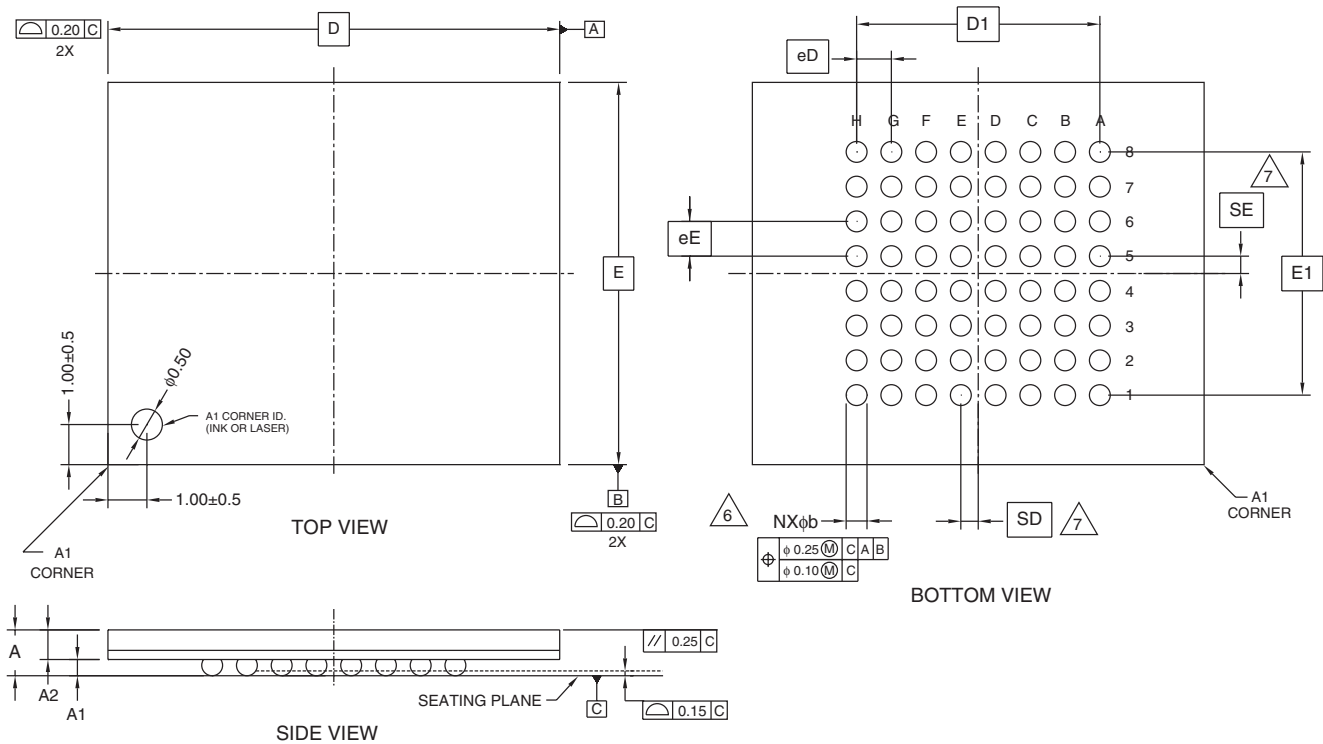 0.20 C
2X
D
A
E
1.00±0.5
ϕ0.50
A1 CORNER ID.
(INK OR LASER)
1.00±0.5
B
0.20 C
2X
TOP VIEW
A1
CORNER
D1
eD
H G F E D C B A
8
7
6
5
4
3
2
1
7
SE
eE
E1
6
NXϕb
ϕ 0.25 Ⓜ C A B
ϕ 0.10 Ⓜ C
SD
7
A1
CORNER
BOTTOM VIEW
A
A2
A1
// 0.25 C
SEATING PLANE
C
0.15 C
SIDE VIEW